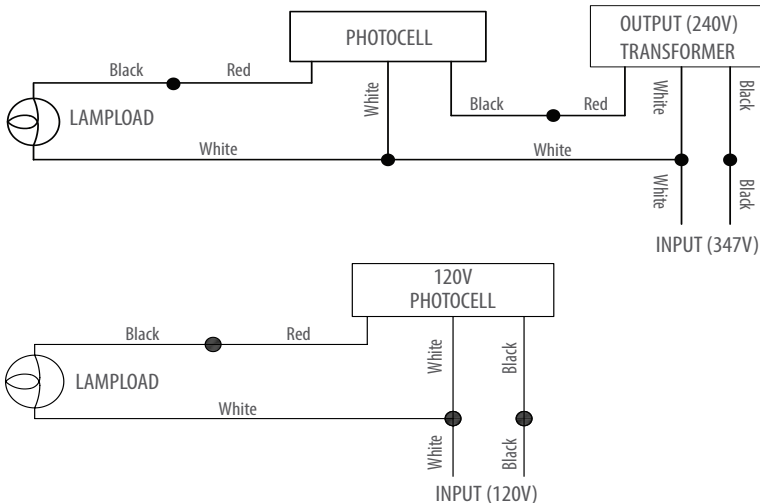 OUTPUT (240V)
TRANSFORMER
PHOTOCELL
Black
Red
White
Black
Red
White
Black
LAMPLOAD
White
White
White
Black
INPUT (347V)
120V
PHOTOCELL
Black
Red
White
Black
LAMPLOAD
White
White
Black
INPUT (120V)